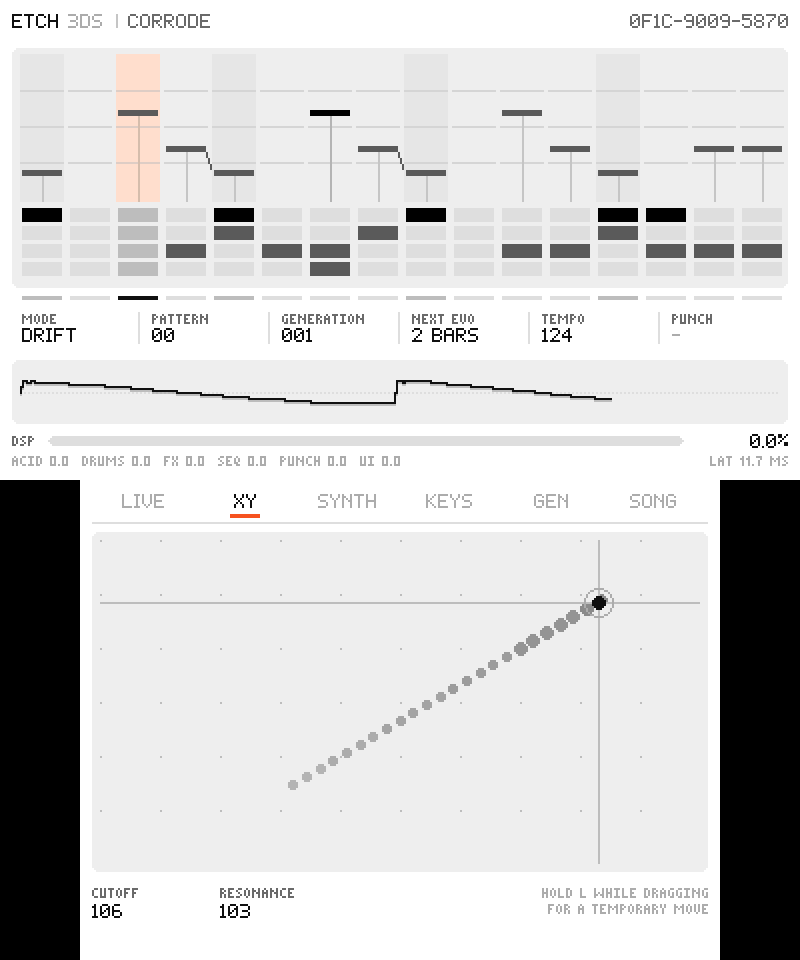 ETCH 3DS | CORRODE 0F1C-9009-5870
MODE PATTERN GENERATION NEXT EVO TEMPO PUNCH
DRIFT 00 001 2 BARS 124 -
DSP 0.0%
ACID 0.0 DRUMS 0.0 FX 0.0 SEQ 0.0 PUNCH 0.0 UI 0.0 LAT 11.7 MS
LIVE XY SYNTH KEYS GEN SONG
CUTOFF RESONANCE HOLD L WHILE DRAGGING
106 103 FOR A TEMPORARY MOVE